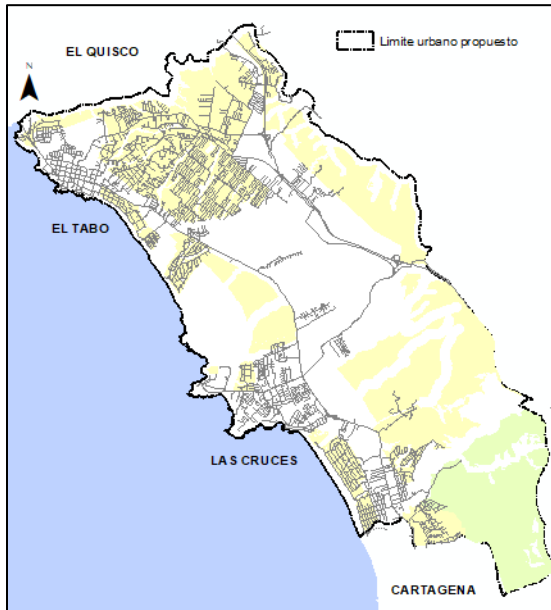 EL QUISCO
Limite urbano propuesto
N
EL TABO
LAS CRUCES
CARTAGENA